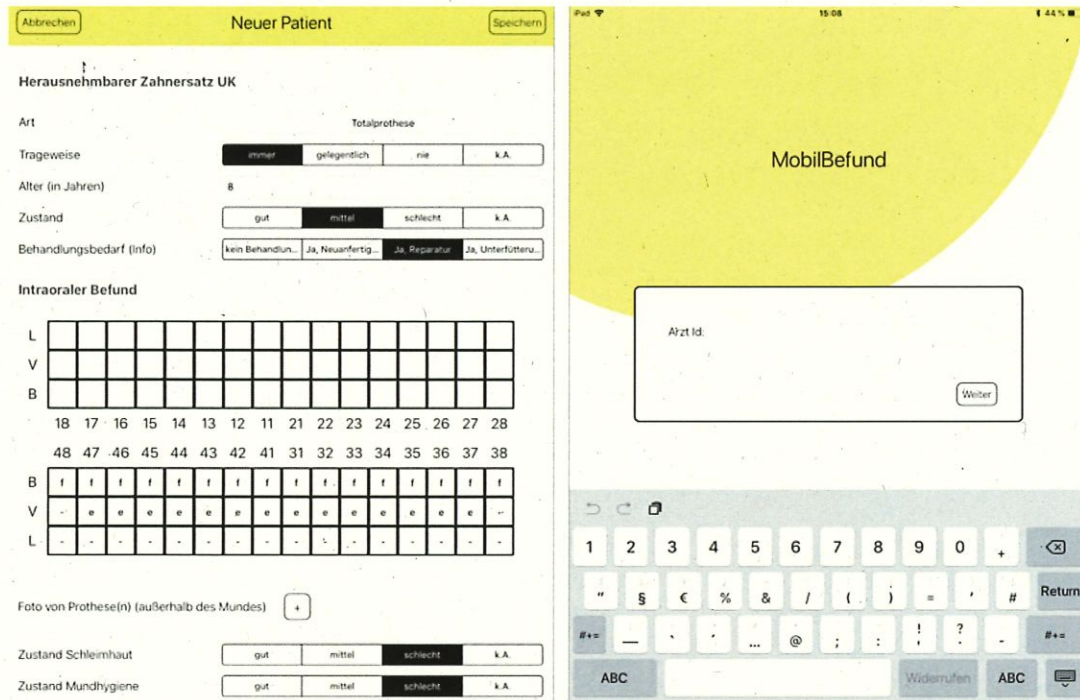 Abbrechen Neuer Patient Speichern
Herausnehmbarer Zahnersatz UK
Art Totalprothese
Trageweise immer gelegentlich nie k.A.
Alter (in Jahren) 8
Zustand gut mittel schlecht k.A.
Behandlungsbedarf (Info) kein Behandlun... Ja, Neuanfertig... Ja, Reparatur Ja, Unterfütteru...
Intraoraler Befund
L
V
B
18 17 16 15 14 13 12 11 21 22 23 24 25 26 27 28
48 47 46 45 44 43 42 41 31 32 33 34 35 36 37 38
B f f f f f f f f f f f f f f f f
V - e e e e e e e e e e e e e e -
L - - - - - - - - - - - - - - - -
Foto von Prothese(n) (außerhalb des Mundes) +
Zustand Schleimhaut gut mittel schlecht k.A.
Zustand Mundhygiene gut mittel schlecht k.A.
iPad 15:08 44 %
MobilBefund
Arzt Id:
Weiter
1 2 3 4 5 6 7 8 9 0 +
" § € % & / ( ) = ' # Return
#+= _ ` ´ ... @ ; : ! , ? . - #+=
ABC Widerrufen ABC